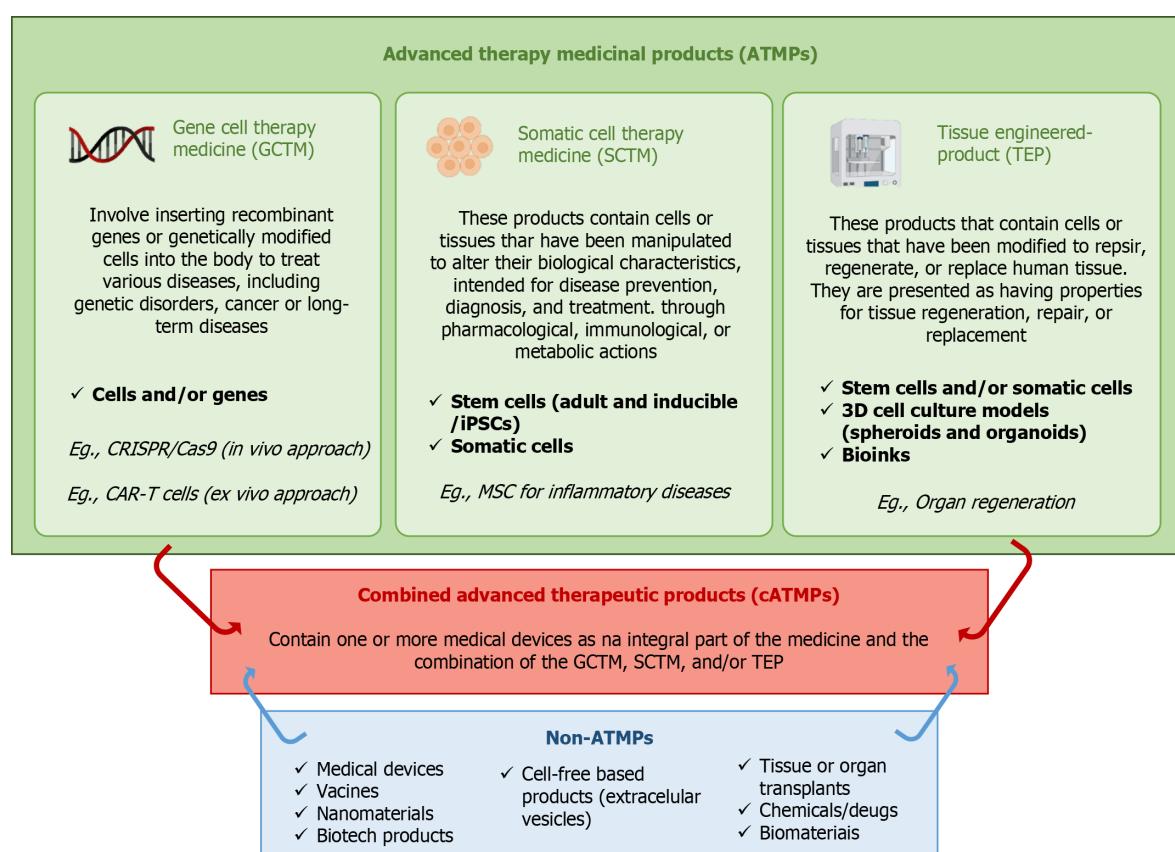 Advanced therapy medicinal products (ATMPs)
Gene cell therapy
medicine (GCTM)
Involve inserting recombinant
genes or genetically modified
cells into the body to treat
various diseases, including
genetic disorders, cancer or long-
term diseases
✓ Cells and/or genes
Eg., CRISPR/Cas9 (in vivo approach)
Eg., CAR-T cells (ex vivo approach)
Somatic cell therapy
medicine (SCTM)
These products contain cells or
tissues thar have been manipulated
to alter their biological characteristics,
intended for disease prevention,
diagnosis, and treatment. through
pharmacological, immunological, or
metabolic actions
✓ Stem cells (adult and inducible
/iPSCs)
✓ Somatic cells
Eg., MSC for inflammatory diseases
Tissue engineered-
product (TEP)
These products that contain cells or
tissues that have been modified to repsir,
regenerate, or replace human tissue.
They are presented as having properties
for tissue regeneration, repair, or
replacement
✓ Stem cells and/or somatic cells
✓ 3D cell culture models
(spheroids and organoids)
✓ Bioinks
Eg., Organ regeneration
Combined advanced therapeutic products (cATMPs)
Contain one or more medical devices as na integral part of the medicine and the
combination of the GCTM, SCTM, and/or TEP
Non-ATMPs
✓ Medical devices
✓ Vacines
✓ Nanomaterials
✓ Biotech products
✓ Cell-free based
products (extracelular
vesicles)
✓ Tissue or organ
transplants
✓ Chemicals/deugs
✓ Biomateriais